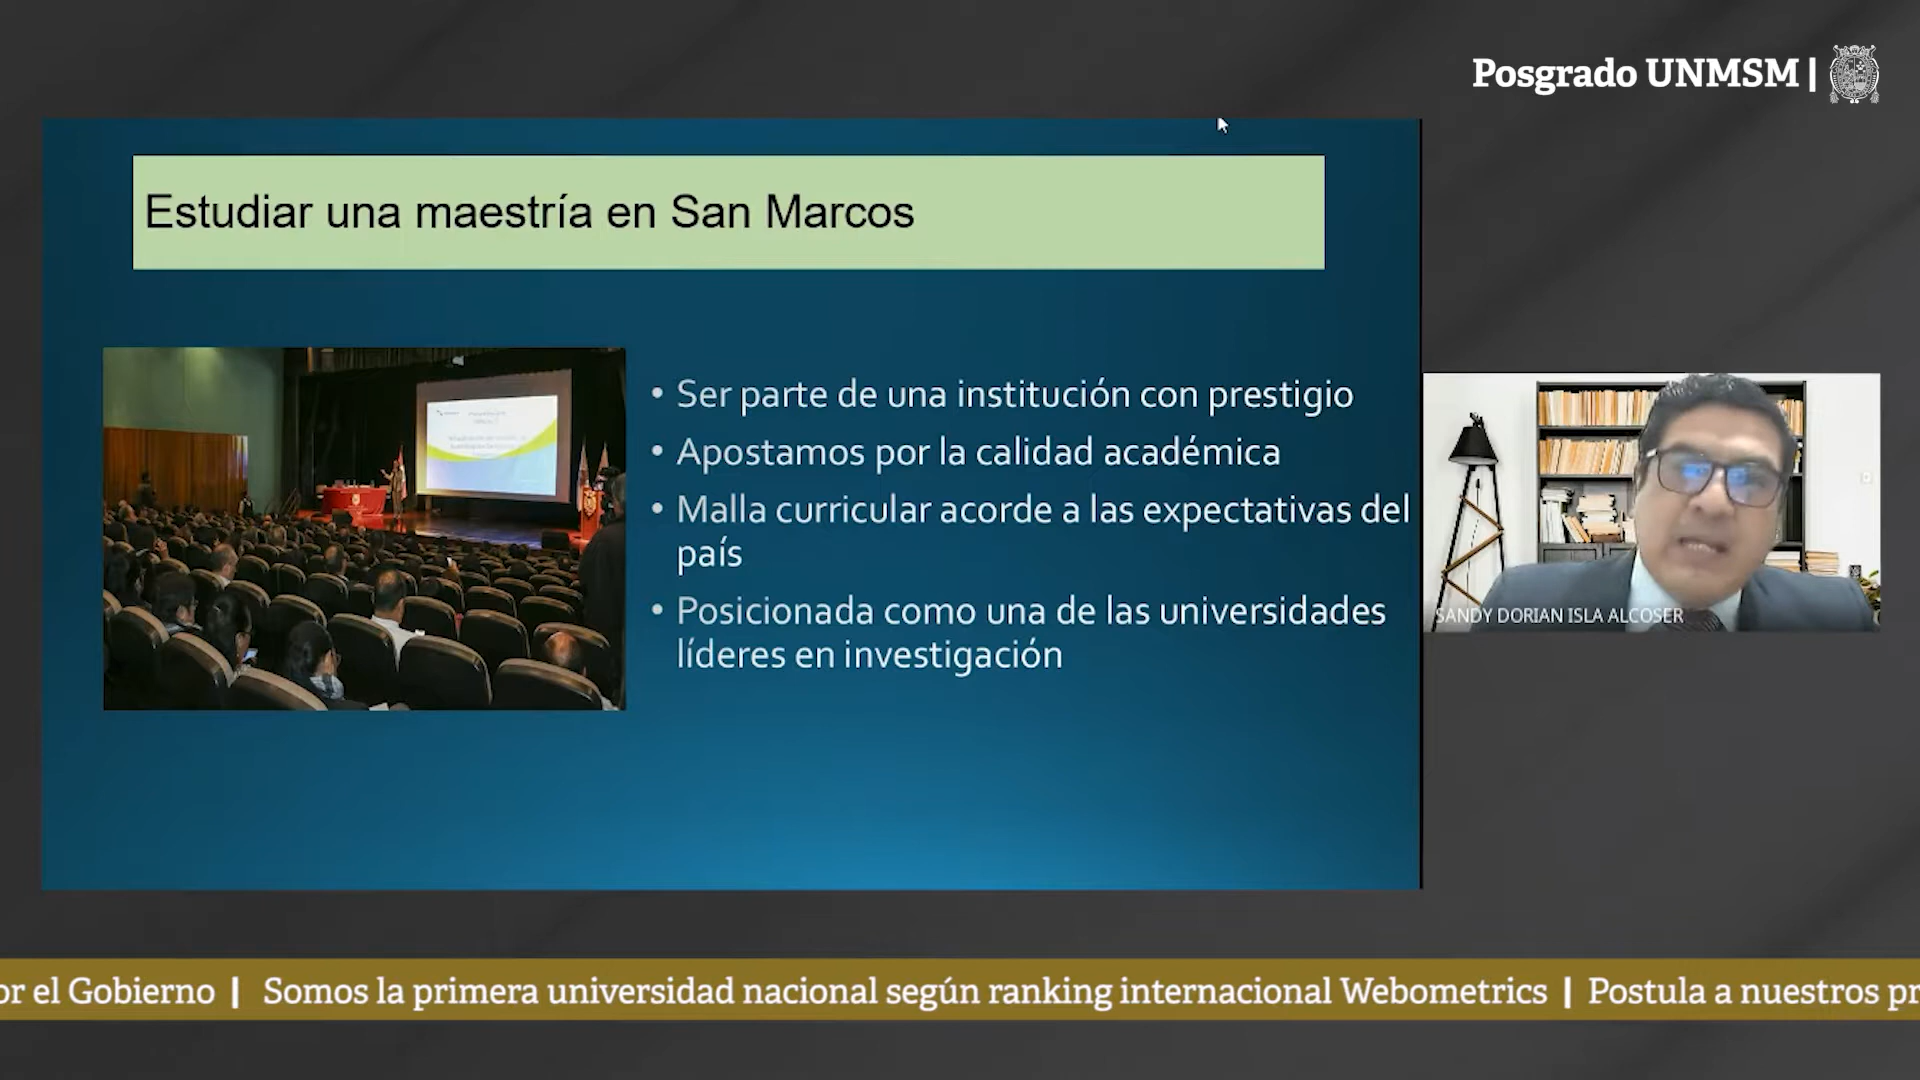 Posgrado UNMSM |
Estudiar una maestría en San Marcos
• Ser parte de una institución con prestigio
• Apostamos por la calidad académica
• Malla curricular acorde a las expectativas del
país
• Posicionada como una de las universidades
líderes en investigación
SANDY DORIAN ISLA ALCOSER
or el Gobierno | Somos la primera universidad nacional según ranking internacional Webometrics | Postula a nuestros pr